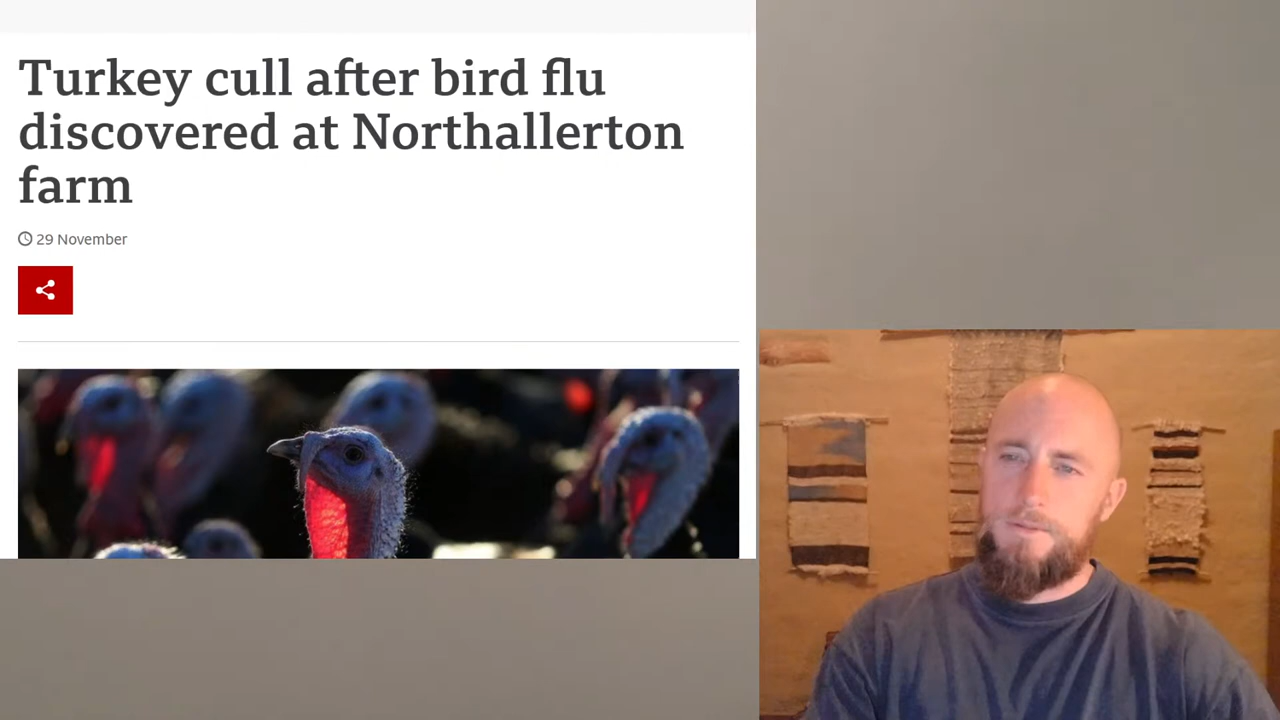 Turkey cull after bird flu
discovered at Northallerton
farm
29 November